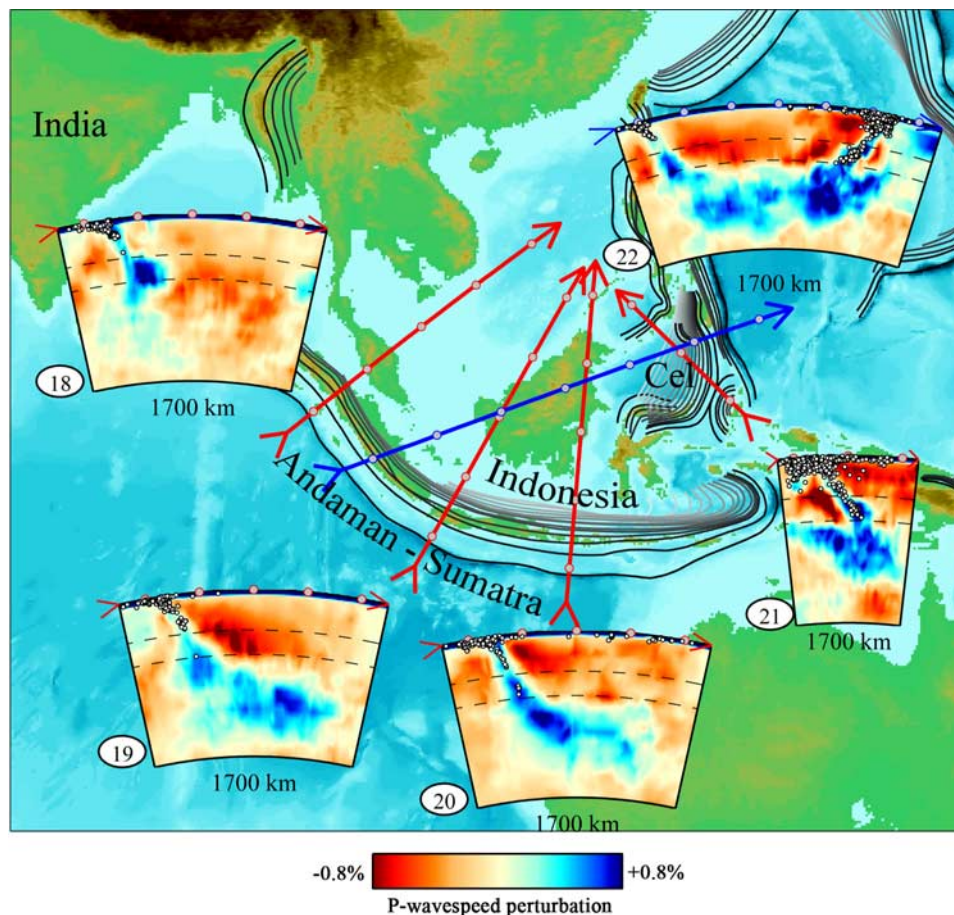 India
22
1700 km
18
1700 km
Cel
Indonesia
Andaman - Sumatra
21
1700 km
19
1700 km
20
1700 km
-0.8%
+0.8%
P-wavespeed perturbation